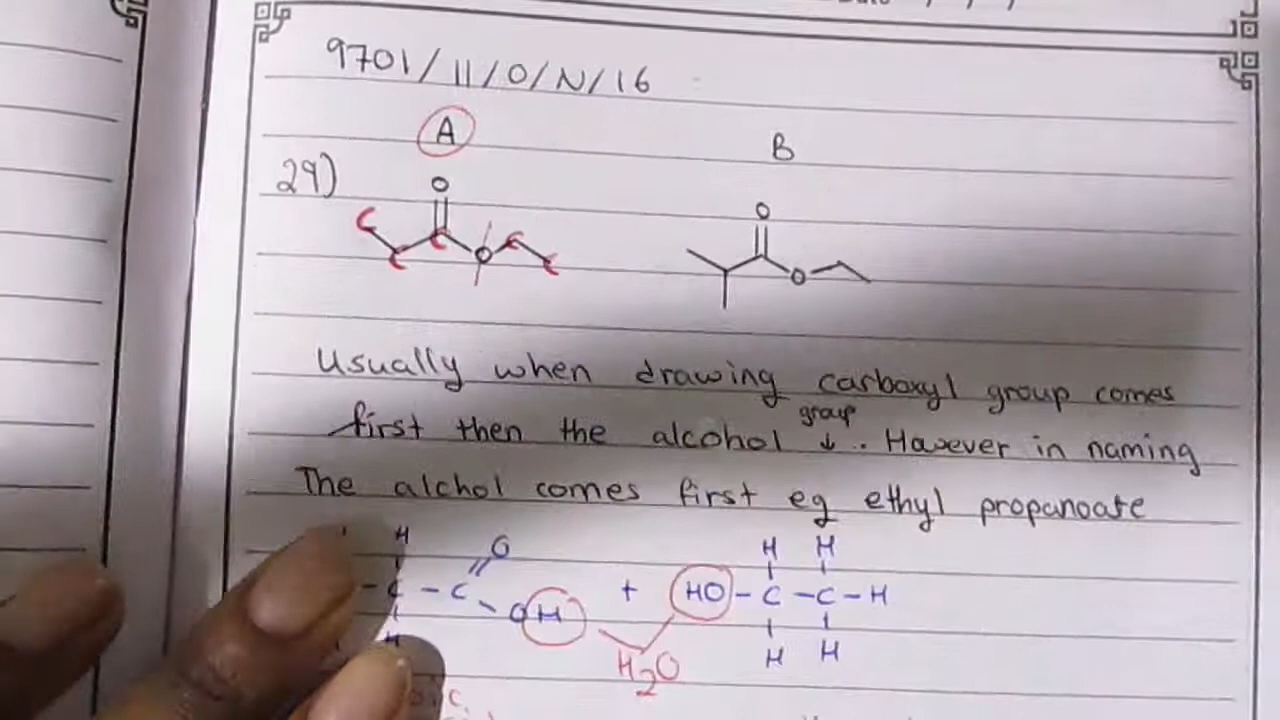 9701/11/O/N/16
A
B
29)
O
O
C
C
C
O
C
C
O
Usually when drawing carboxyl group comes
first then the alcohol group ↓. However in naming
The alchol comes first eg ethyl propanoate
H
O
H
H
-C-C
OH
+
HO-C-C-H
H
H
H
H2O